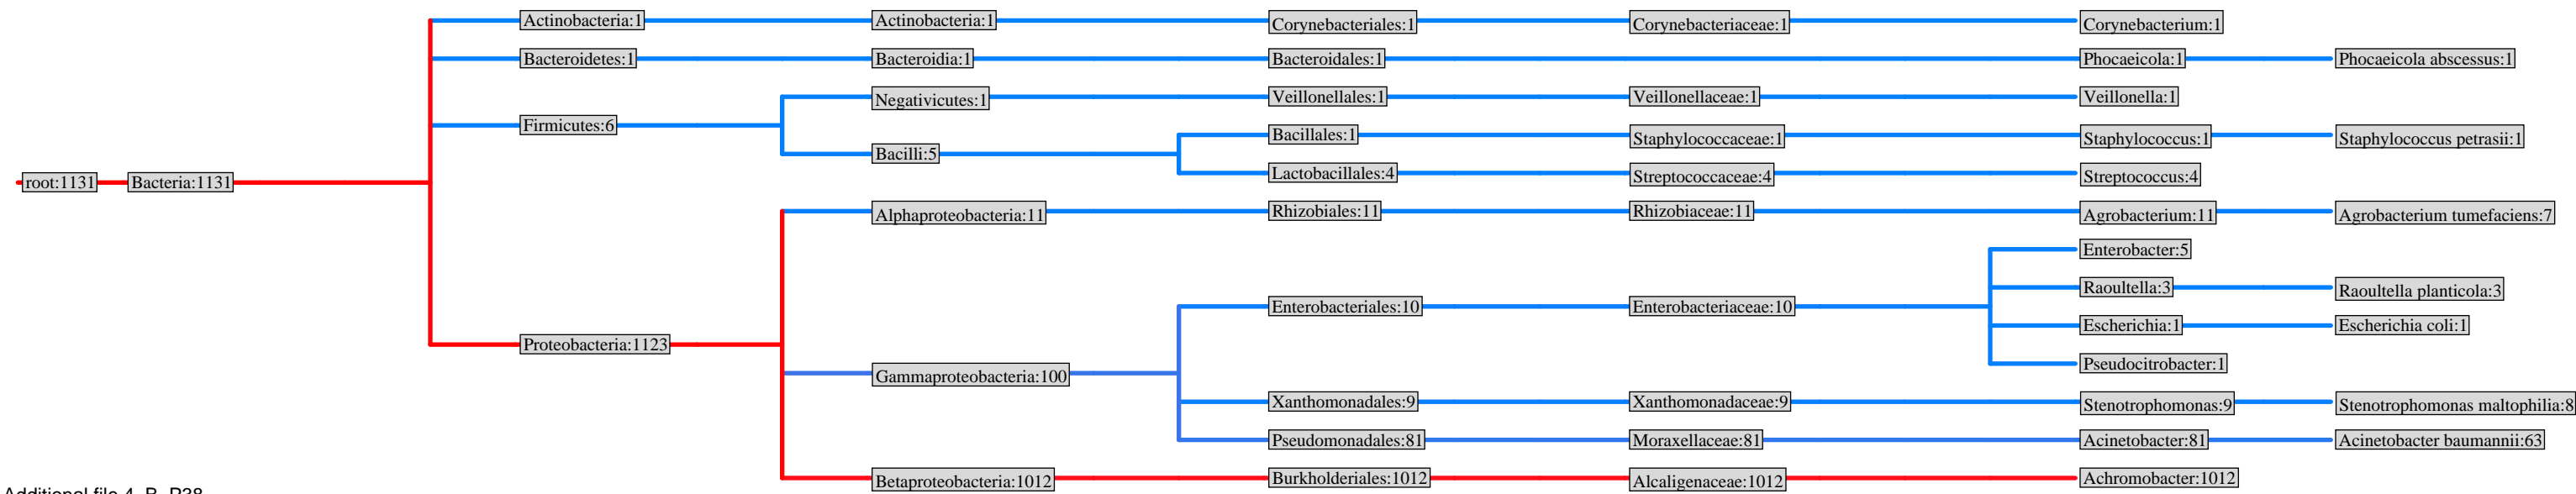 Actinobacteria:1
Actinobacteria:1
Corynebacteriales:1
Corynebacteriaceae:1
Corynebacterium:1
Bacteroidetes:1
Bacteroidia:1
Bacteroidales:1
Phocaeicola:1
Phocaeicola abscessus:1
Negativicutes:1
Veillonellales:1
Veillonellaceae:1
Veillonella:1
Firmicutes:6
Bacillales:1
Staphylococcaceae:1
Staphylococcus:1
Staphylococcus petrasii:1
Bacilli:5
Lactobacillales:4
Streptococcaceae:4
Streptococcus:4
root:1131
Bacteria:1131
Alphaproteobacteria:11
Rhizobiales:11
Rhizobiaceae:11
Agrobacterium:11
Agrobacterium tumefaciens:7
Enterobacter:5
Raoultella:3
Raoultella planticola:3
Enterobacteriales:10
Enterobacteriaceae:10
Escherichia:1
Escherichia coli:1
Proteobacteria:1123
Pseudocitrobacter:1
Gammaproteobacteria:100
Xanthomonadales:9
Xanthomonadaceae:9
Stenotrophomonas:9
Stenotrophomonas maltophilia:8
Pseudomonadales:81
Moraxellaceae:81
Acinetobacter:81
Acinetobacter baumannii:63
Betaproteobacteria:1012
Burkholderiales:1012
Alcaligenaceae:1012
Achromobacter:1012
Additional file 4. B. P38